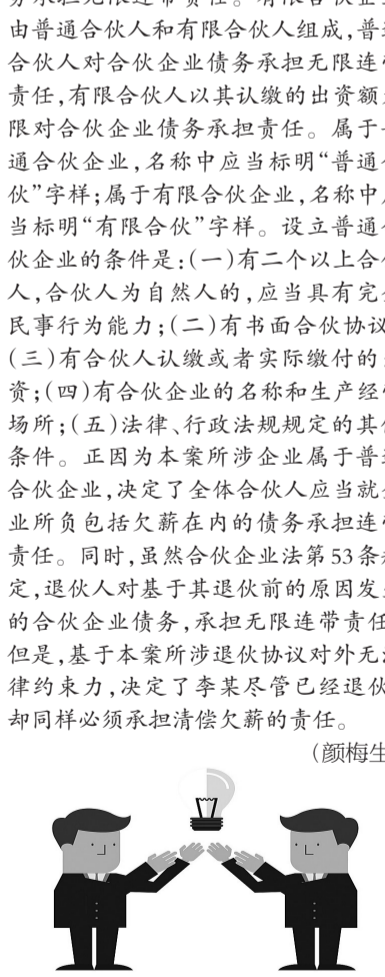 务承担无限连带责任。有限合伙企
由普通合伙人和有限合伙人组成,普
合伙人对合伙企业债务承担无限连
责任,有限合伙人以其认缴的出资额
限对合伙企业债务承担责任。属于
通合伙企业,名称中应当标明“普通
伙”字样;属于有限合伙企业,名称中
当标明“有限合伙”字样。设立普通
伙企业的条件是:(一)有二个以上合
人,合伙人为自然人的,应当具有完
民事行为能力;(二)有书面合伙协议
(三)有合伙人认缴或者实际缴付的
资;(四)有合伙企业的名称和生产经
场所;(五)法律、行政法规规定的其
条件。正因为本案所涉企业属于普
合伙企业,决定了全体合伙人应当就
业所负包括欠薪在内的债务承担连
责任。同时,虽然合伙企业法第53条
定,退伙人对基于其退伙前的原因发
的合伙企业债务,承担无限连带责任
但是,基于本案所涉退伙协议对外无
律约束力,决定了李某尽管已经退伙
却同样必须承担清偿欠薪的责任。
(颜梅生